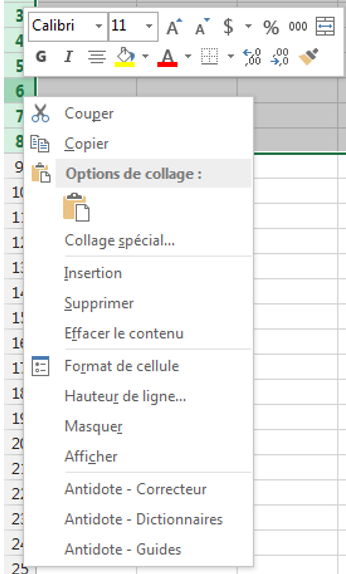 3
Calibri 11 A A $ % 000
4
5
G I A ,00 ,00
6
7
Couper
8
Copier
9
Options de collage :
10
11
12
Collage spécial...
13
Insertion
14
Supprimer
15
Effacer le contenu
16
17
Format de cellule
18
Hauteur de ligne...
19
Masquer
20
Afficher
21
22
Antidote - Correcteur
23
Antidote - Dictionnaires
24
Antidote - Guides
25